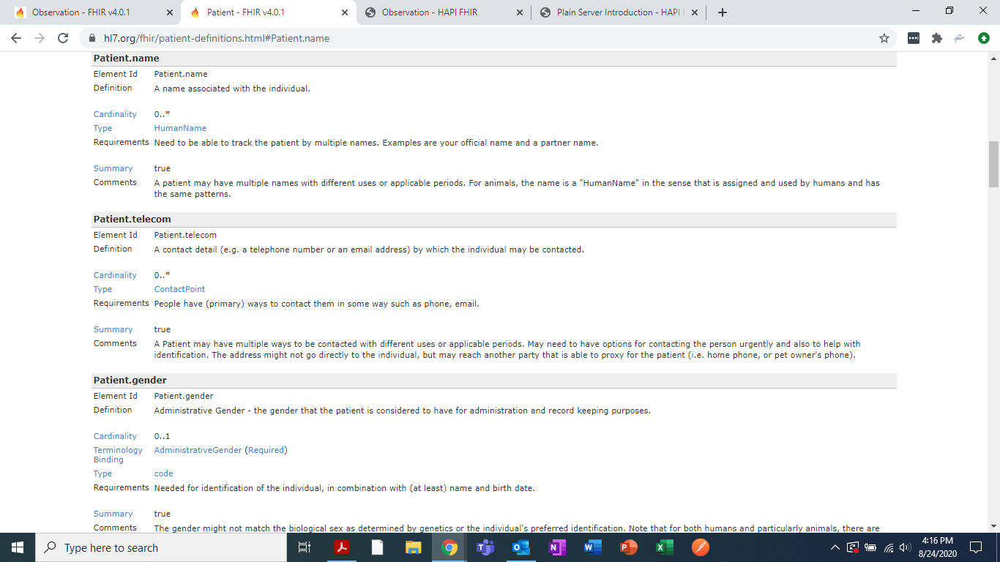 Observation - FHIR v4.0.1
Patient - FHIR v4.0.1
Observation - HAPI FHIR
Plain Server Introduction - HAPI
hl7.org/fhir/patient-definitions.html#Patient.name
Patient.name
Element Id Patient.name
Definition A name associated with the individual.
Cardinality 0..*
Type HumanName
Requirements Need to be able to track the patient by multiple names. Examples are your official name and a partner name.
Summary true
Comments A patient may have multiple names with different uses or applicable periods. For animals, the name is a "HumanName" in the sense that is assigned and used by humans and has
the same patterns.
Patient.telecom
Element Id Patient.telecom
Definition A contact detail (e.g. a telephone number or an email address) by which the individual may be contacted.
Cardinality 0..*
Type ContactPoint
Requirements People have (primary) ways to contact them in some way such as phone, email.
Summary true
Comments A Patient may have multiple ways to be contacted with different uses or applicable periods. May need to have options for contacting the person urgently and also to help with
identification. The address might not go directly to the individual, but may reach another party that is able to proxy for the patient (i.e. home phone, or pet owner's phone).
Patient.gender
Element Id Patient.gender
Definition Administrative Gender - the gender that the patient is considered to have for administration and record keeping purposes.
Cardinality 0..1
Terminology AdministrativeGender (Required)
Binding
Type code
Requirements Needed for identification of the individual, in combination with (at least) name and birth date.
Summary true
Comments The gender might not match the biological sex as determined by genetics or the individual's preferred identification. Note that for both humans and particularly animals, there are
Type here to search
4:16 PM
8/24/2020